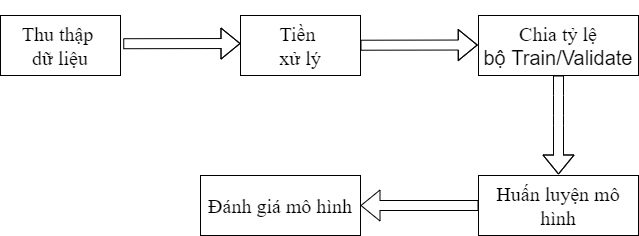 Thu thập
dữ liệu
Tiền
xử lý
Chia tỷ lệ
bộ Train/Validate
Huấn luyện mô
hình
Đánh giá mô hình